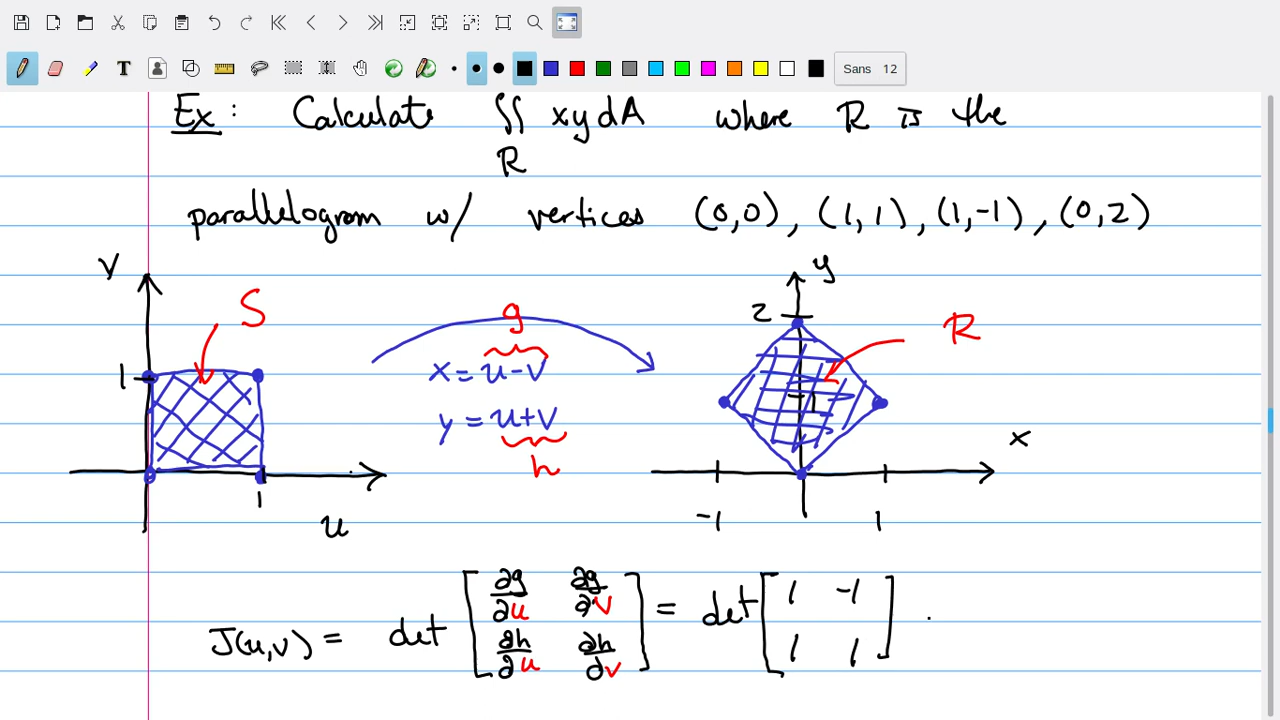 Sans 12
Ex: Calculate ∬ xy dA where R is the
R
parallelogram w/ vertices (0,0), (1,1), (1,-1), (0,2)
v
S
1
1
u
g
x = u-v
y = u+v
h
y
2
R
1
x
-1
1
J(u,v) = det [ ∂g/∂u ∂g/∂v ; ∂h/∂u ∂h/∂v ] = det [ 1 -1 ; 1 1 ]